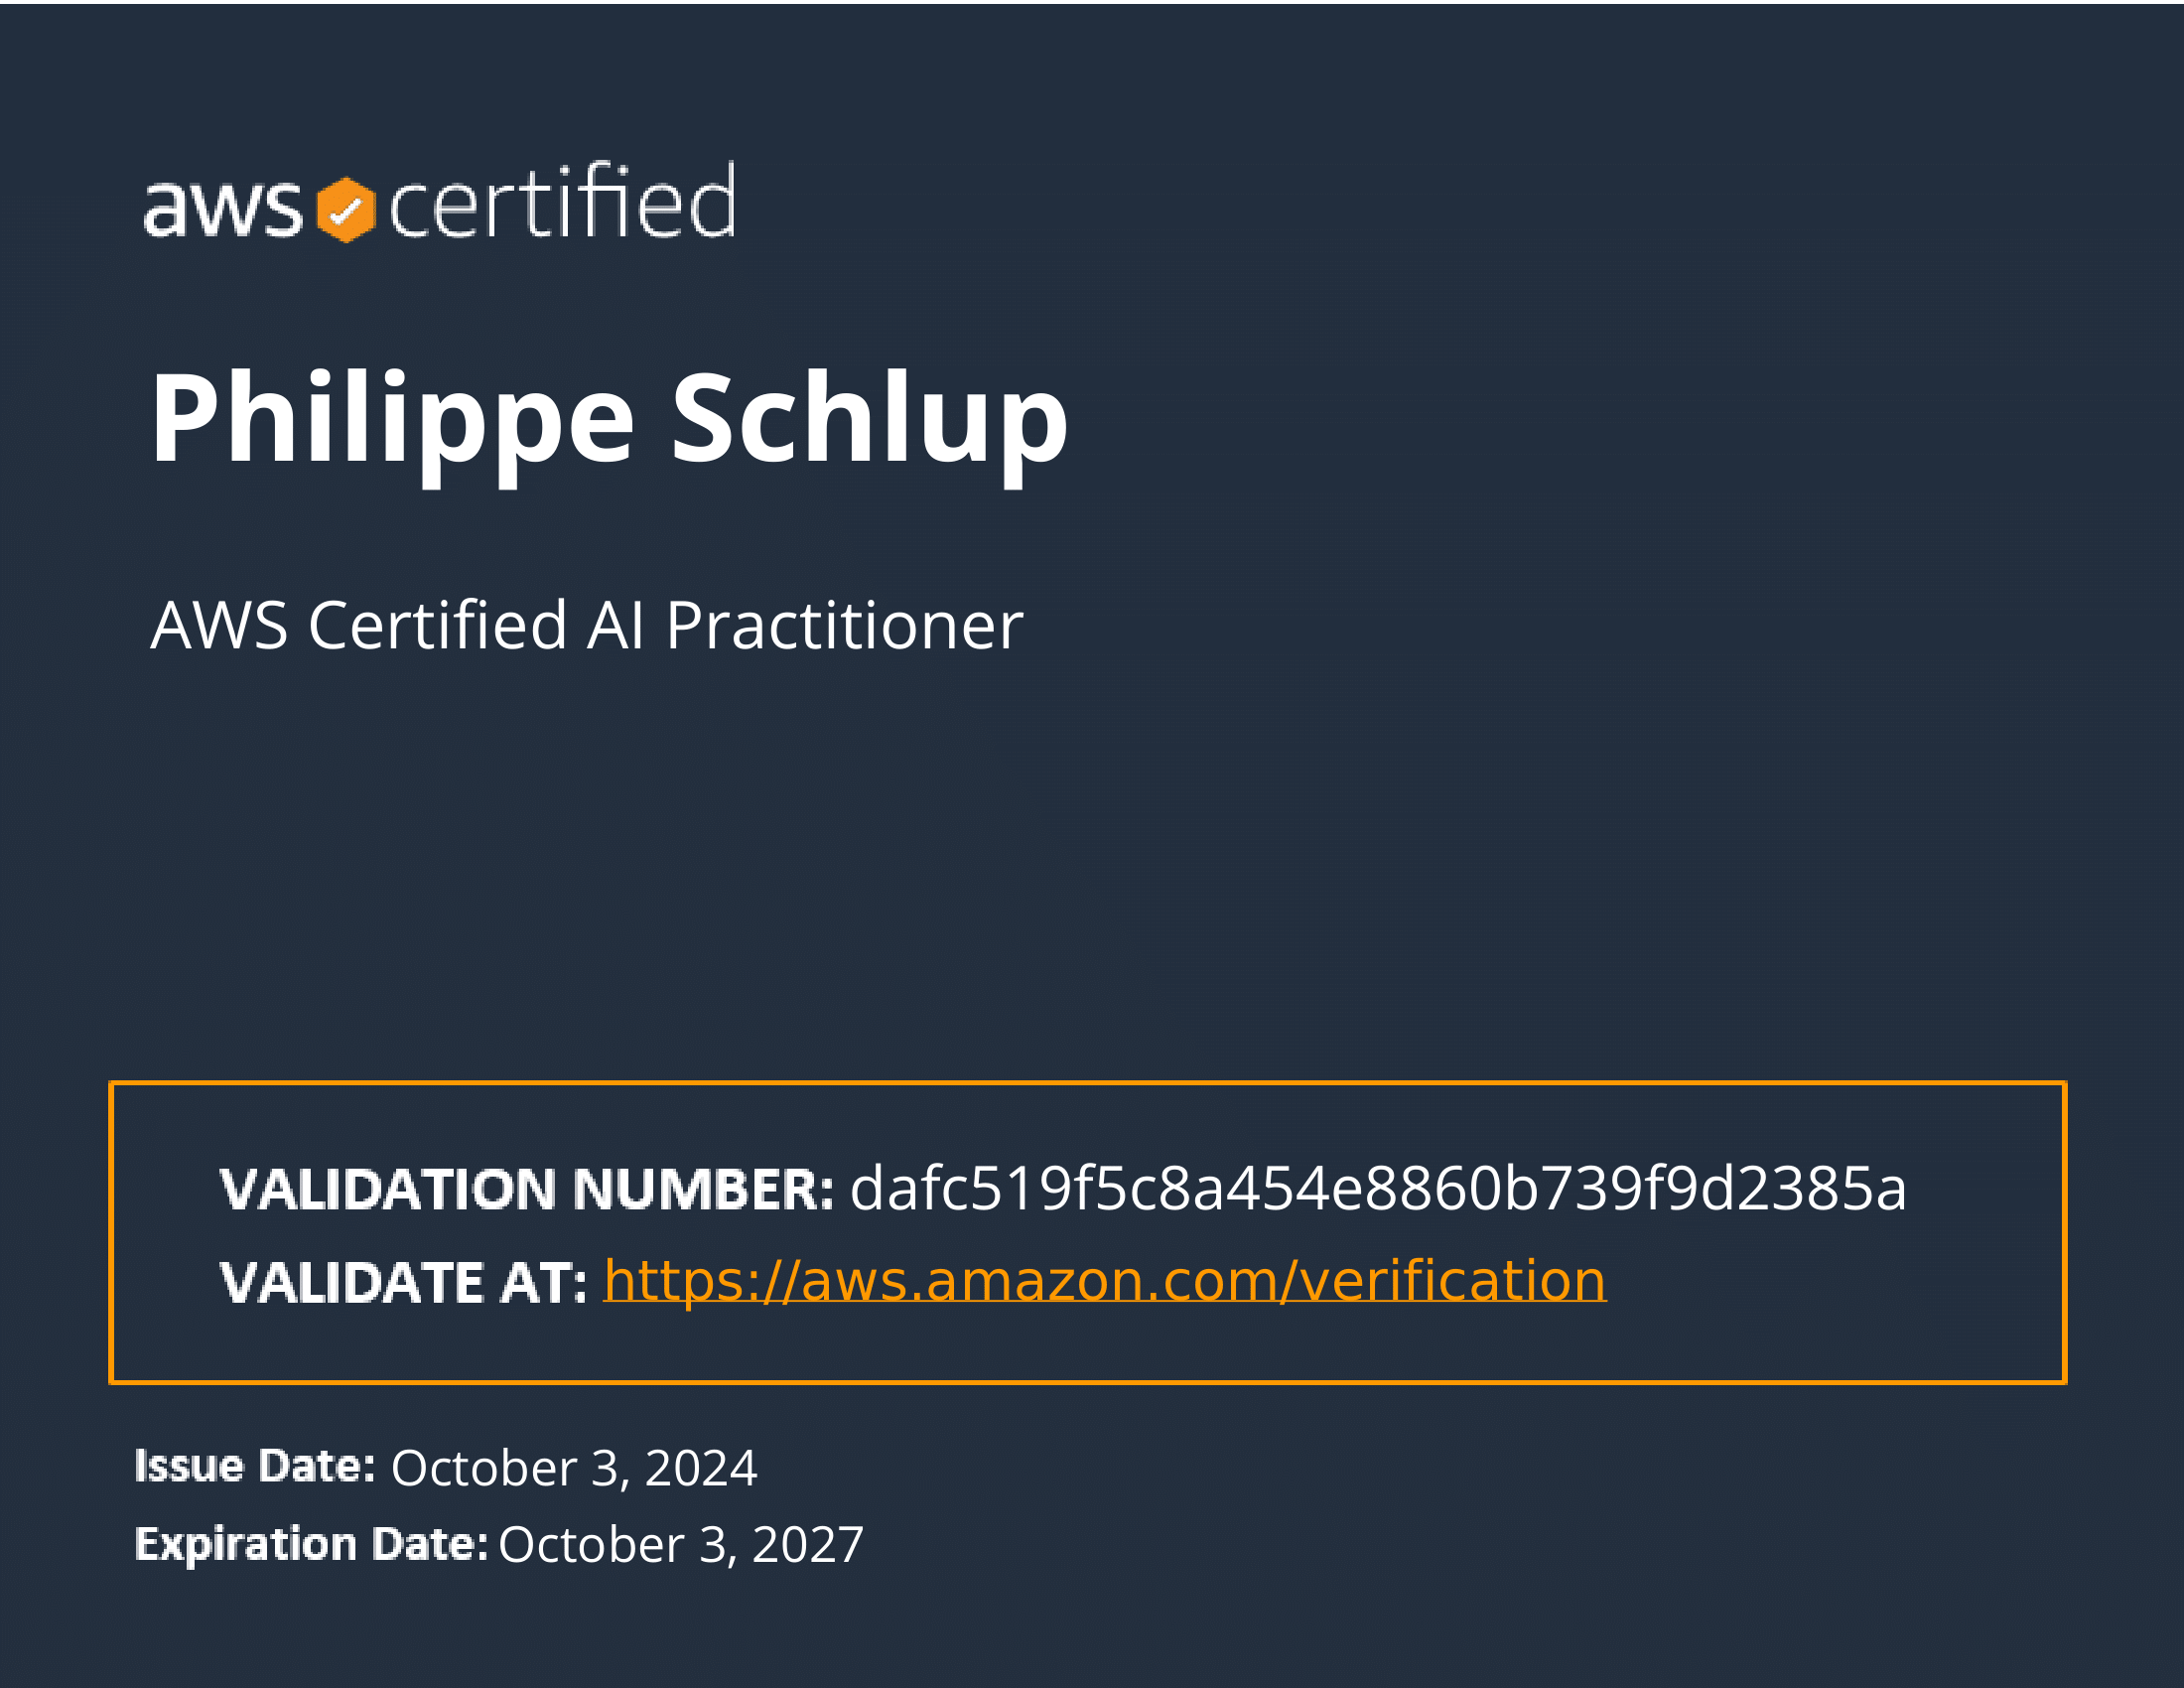 aws certified
Philippe Schlup
AWS Certified AI Practitioner
VALIDATION NUMBER: dafc519f5c8a454e8860b739f9d2385a
VALIDATE AT: https://aws.amazon.com/verification
Issue Date: October 3, 2024
Expiration Date: October 3, 2027